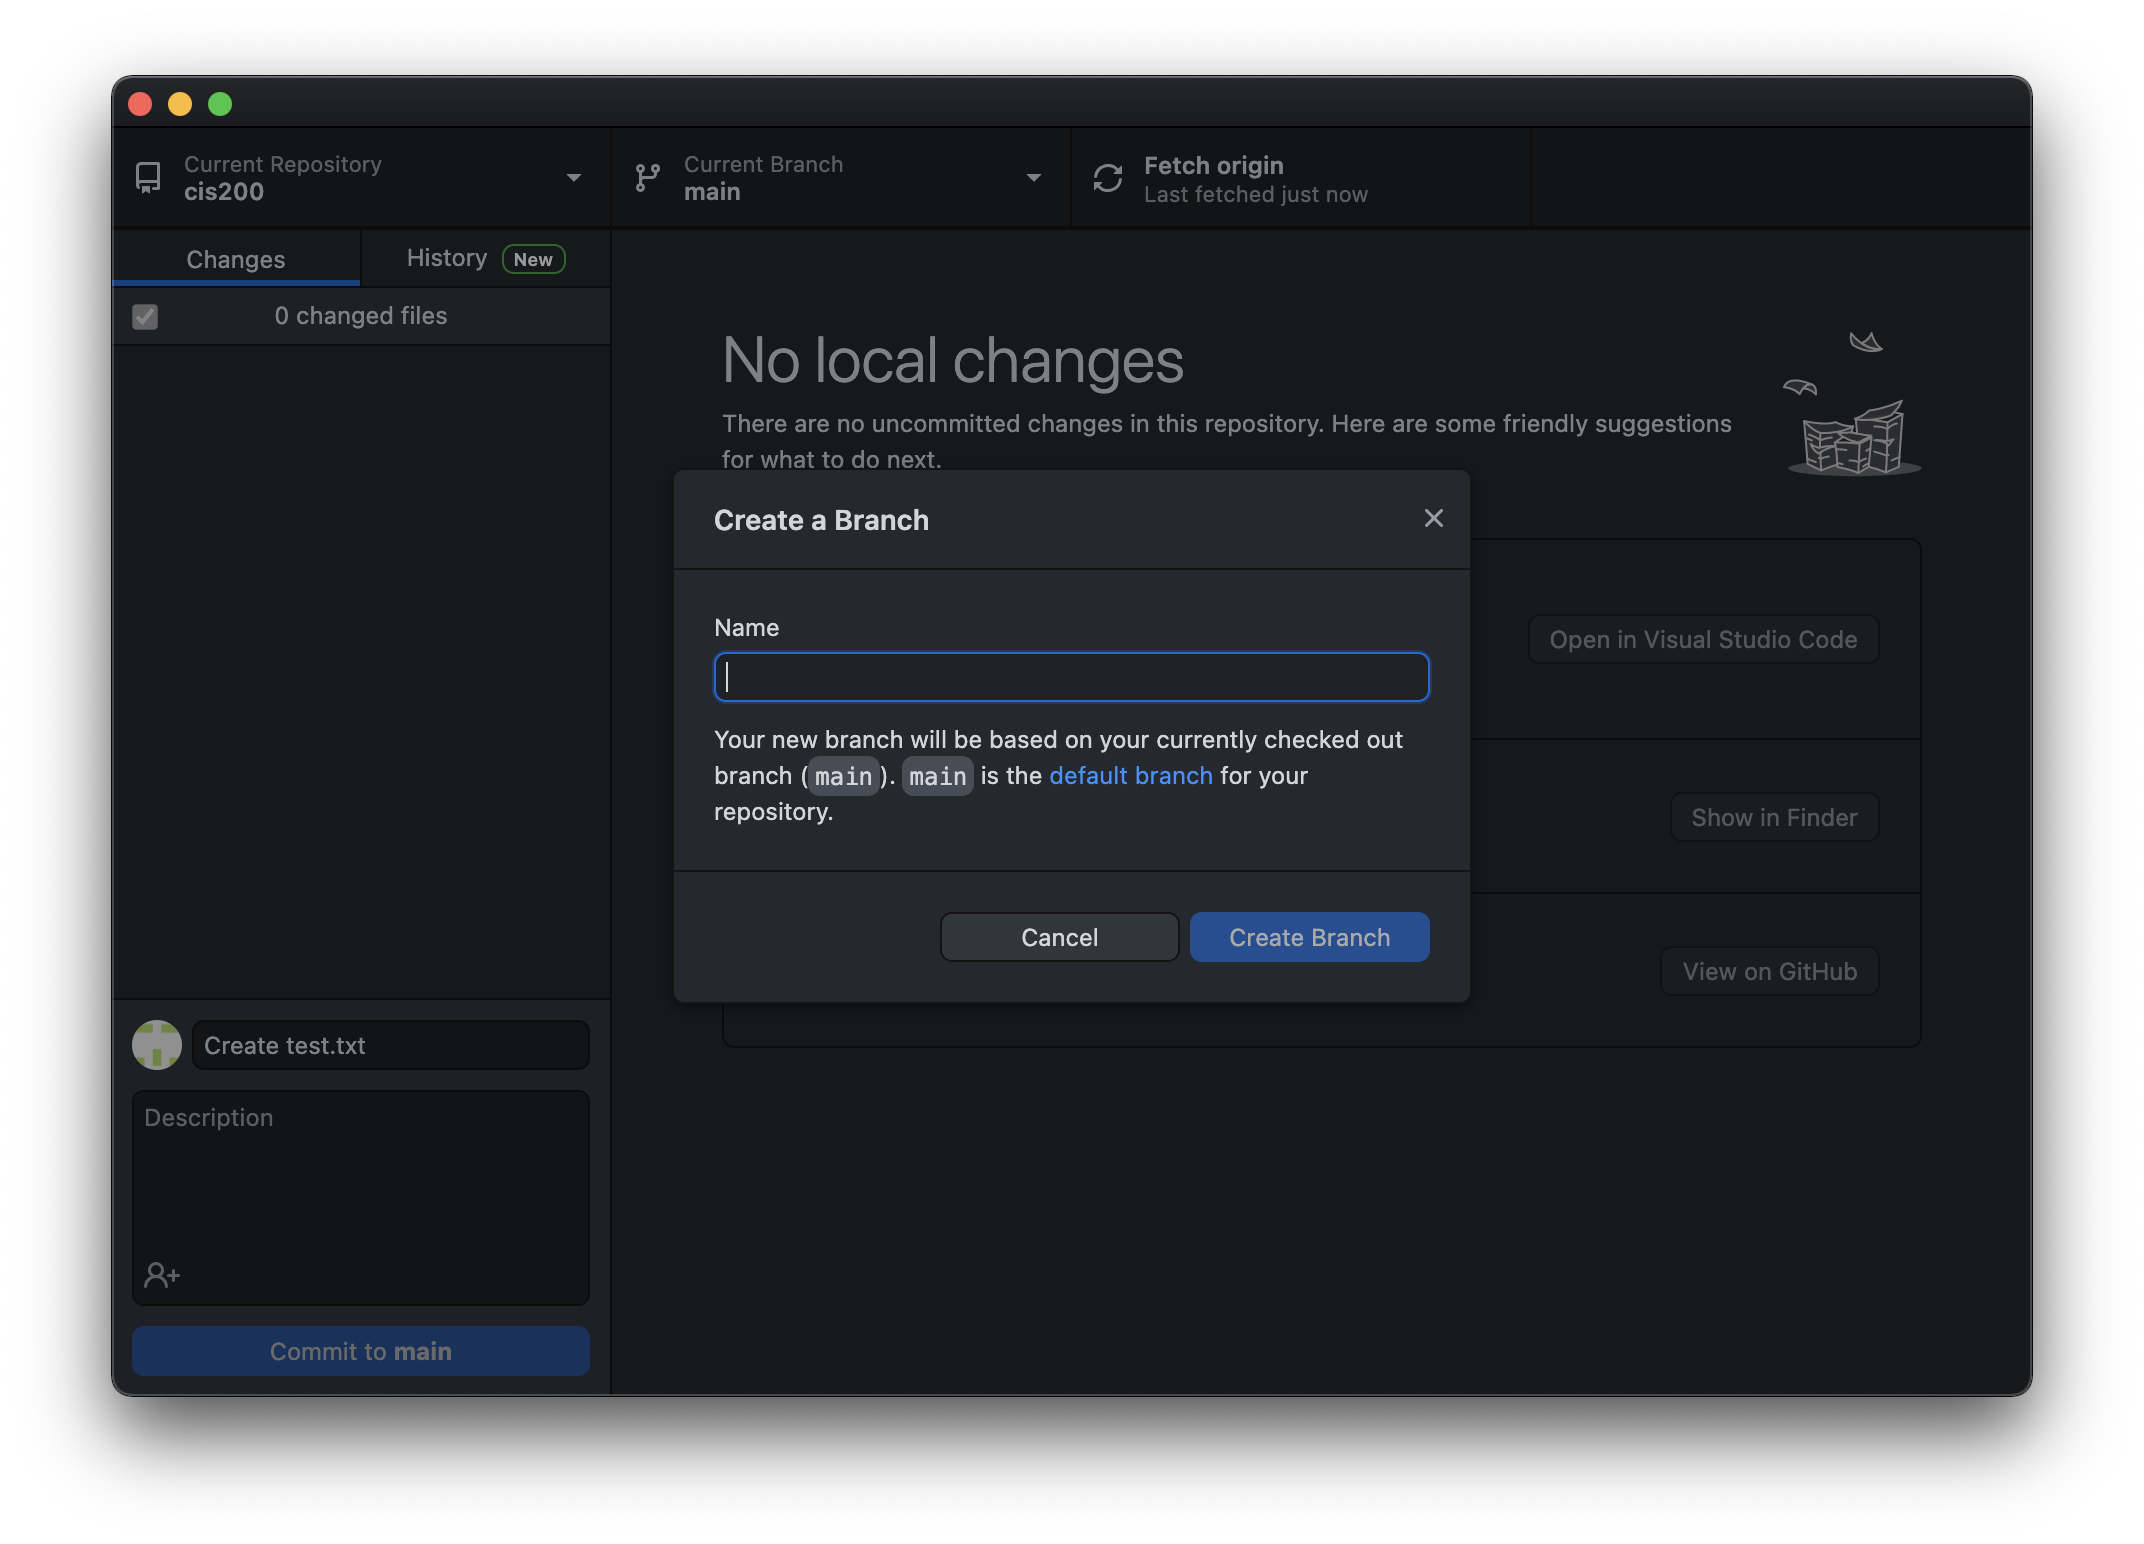 Current Repository
cis200
Current Branch
main
Fetch origin
Last fetched just now
Changes
History New
0 changed files
No local changes
There are no uncommitted changes in this repository. Here are some friendly suggestions
for what to do next.
Create a Branch
Name
Your new branch will be based on your currently checked out
branch (main). main is the default branch for your
repository.
Cancel
Create Branch
Open in Visual Studio Code
Show in Finder
View on GitHub
Create test.txt
Description
Commit to main